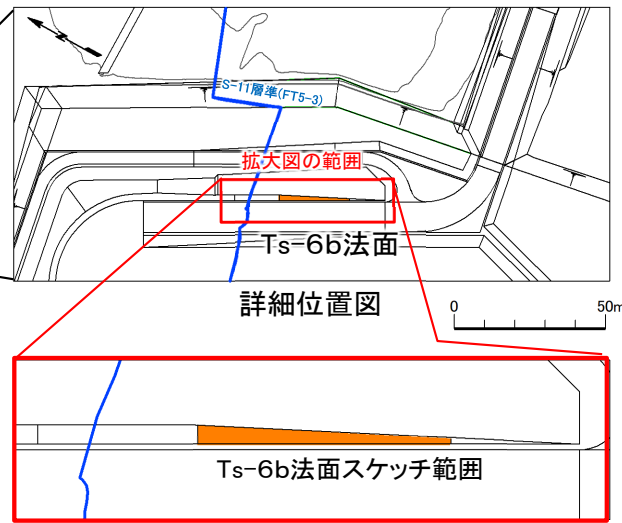 N
S-11層準(FT5-3)
拡大図の範囲
Ts-6b法面
詳細位置図
0 50m
Ts-6b法面スケッチ範囲